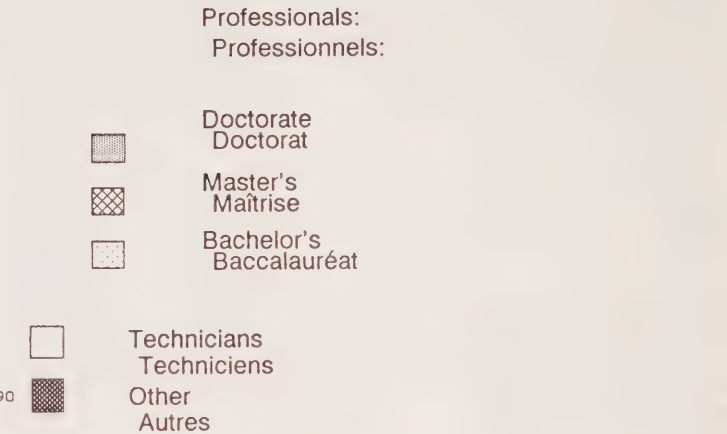 Professionals:
Professionnels:
Doctorate
Doctorat
Master's
Maîtrise
Bachelor's
Baccalauréat
Technicians
Techniciens
Other
Autres